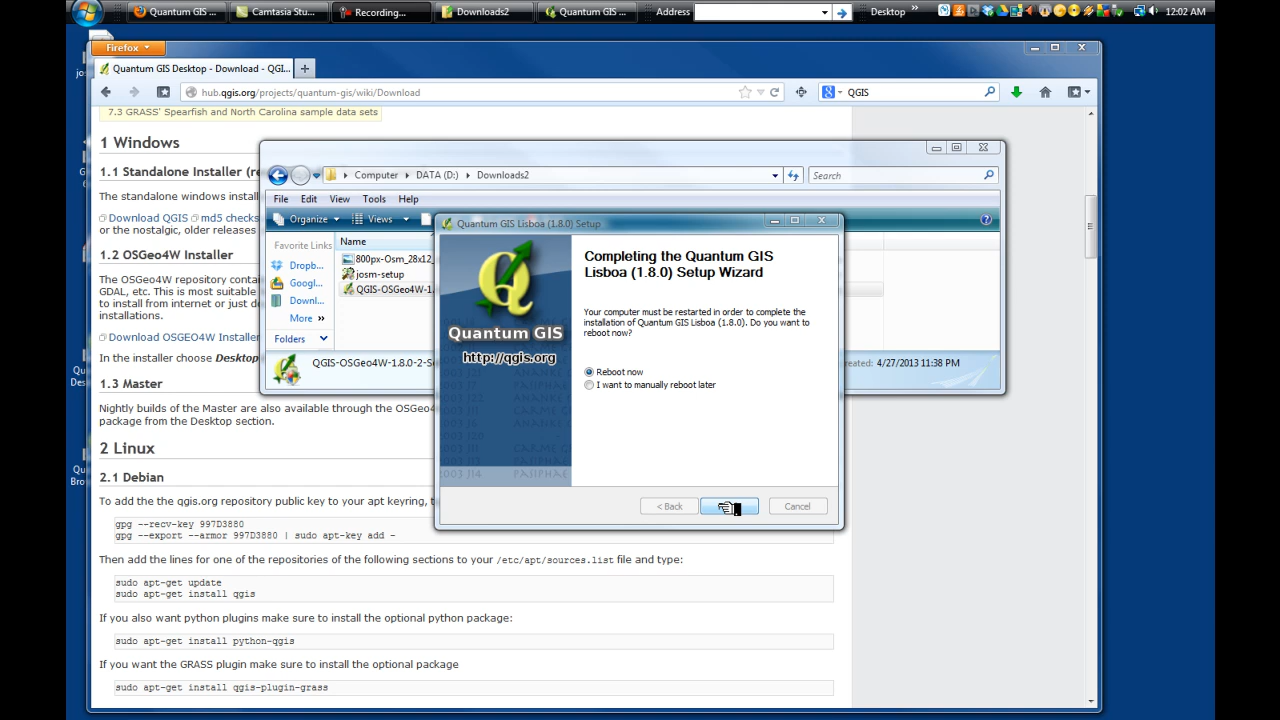 Quantum GIS ...
Camtasia Stu...
Recording...
Downloads2
Quantum GIS ...
Address
Desktop
»
12:02 AM
Firefox
Quantum GIS Desktop - Download - QGI...
hub.qgis.org/projects/quantum-gis/wiki/Download
QGIS
7.3 GRASS' Spearfish and North Carolina sample data sets
1 Windows
1.1 Standalone Installer (re
The standalone windows install
Download QGIS
md5 checks
or the nostalgic, older releases
1.2 OSGeo4W Installer
The OSGeo4W repository contai
GDAL, etc. This is most suitable
to install from internet or just do
installations.
Download OSGEO4W Installer
In the installer choose Desktop
1.3 Master
Nightly builds of the Master are also available through the OSGeo4
package from the Desktop section.
2 Linux
2.1 Debian
To add the the qgis.org repository public key to your apt keyring, t
gpg --recv-key 997D3880
gpg --export --armor 997D3880 | sudo apt-key add -
Then add the lines for one of the repositories of the following sections to your /etc/apt/sources.list file and type:
sudo apt-get update
sudo apt-get install qgis
If you also want python plugins make sure to install the optional python package:
sudo apt-get install python-qgis
If you want the GRASS plugin make sure to install the optional package
sudo apt-get install qgis-plugin-grass
Computer
DATA (D:)
Downloads2
Search
File
Edit
View
Tools
Help
Organize
Views
Favorite Links
Dropb...
Googl...
Downl...
More »
Folders
Name
800px-Osm_28x12_
josm-setup
QGIS-OSGeo4W-1.
QGIS-OSGeo4W-1.8.0-2-Se
eated: 4/27/2013 11:38 PM
Quantum GIS Lisboa (1.8.0) Setup
Quantum GIS
http://qgis.org
Completing the Quantum GIS
Lisboa (1.8.0) Setup Wizard
Your computer must be restarted in order to complete the
installation of Quantum GIS Lisboa (1.8.0). Do you want to
reboot now?
Reboot now
I want to manually reboot later
< Back
Cancel